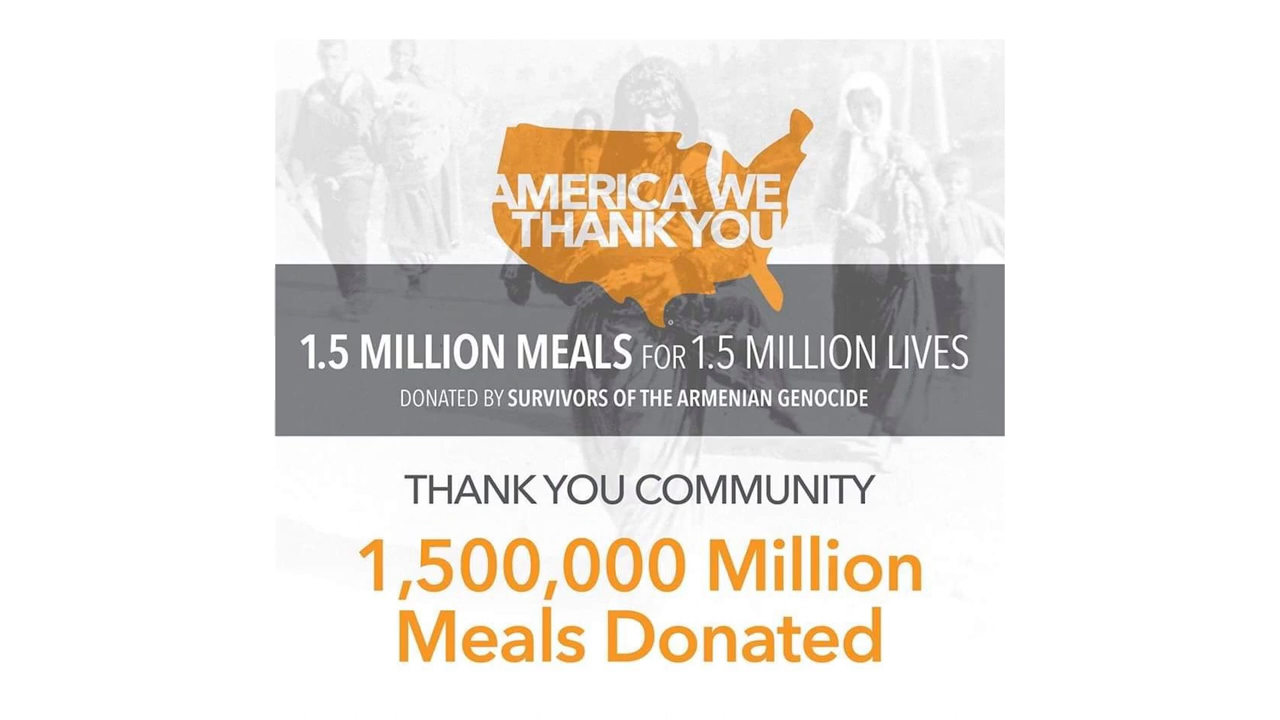 AMERICA WE
THANK YOU
1.5 MILLION MEALS FOR 1.5 MILLION LIVES
DONATED BY SURVIVORS OF THE ARMENIAN GENOCIDE
THANK YOU COMMUNITY
1,500,000 Million
Meals Donated